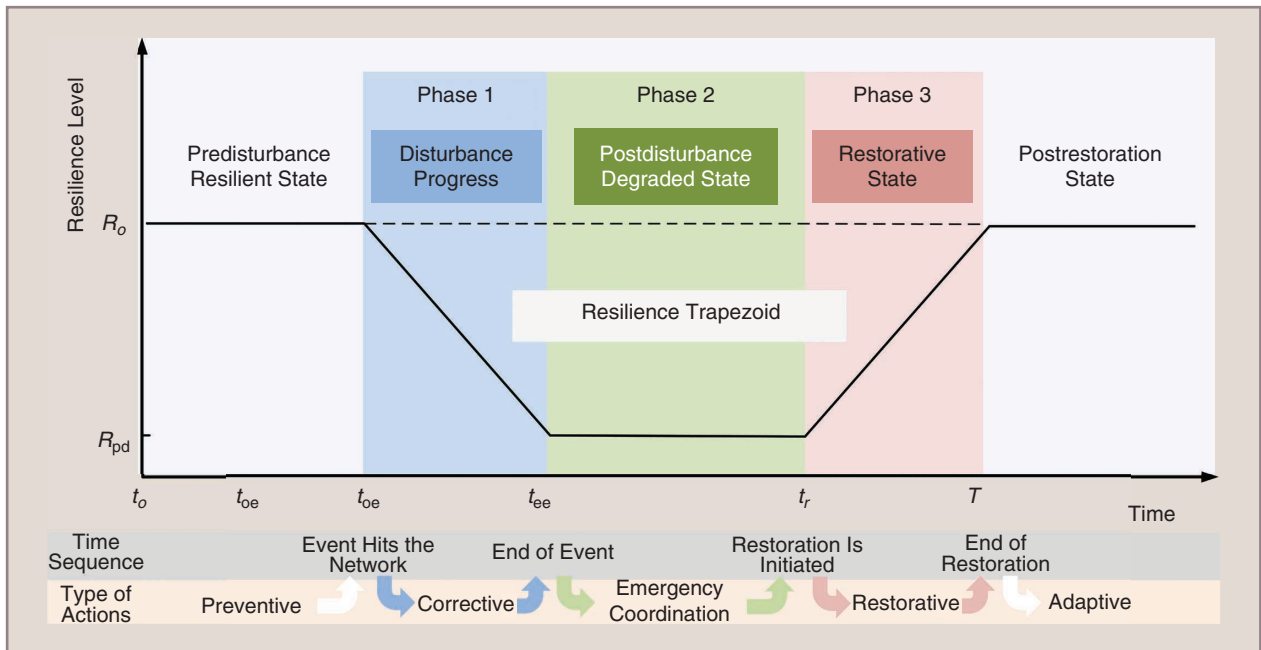 Resilience Level
Phase 1
Phase 2
Phase 3
Predisturbance
Resilient State
Disturbance
Progress
Postdisturbance
Degraded State
Restorative
State
Postrestoration
State
Ro
Resilience Trapezoid
Rpd
to
toe
toe
tee
tr
T
Time
Time
Sequence
Event Hits the
Network
End of Event
Restoration Is
Initiated
End of
Restoration
Type of
Actions
Preventive
Corrective
Emergency
Coordination
Restorative
Adaptive